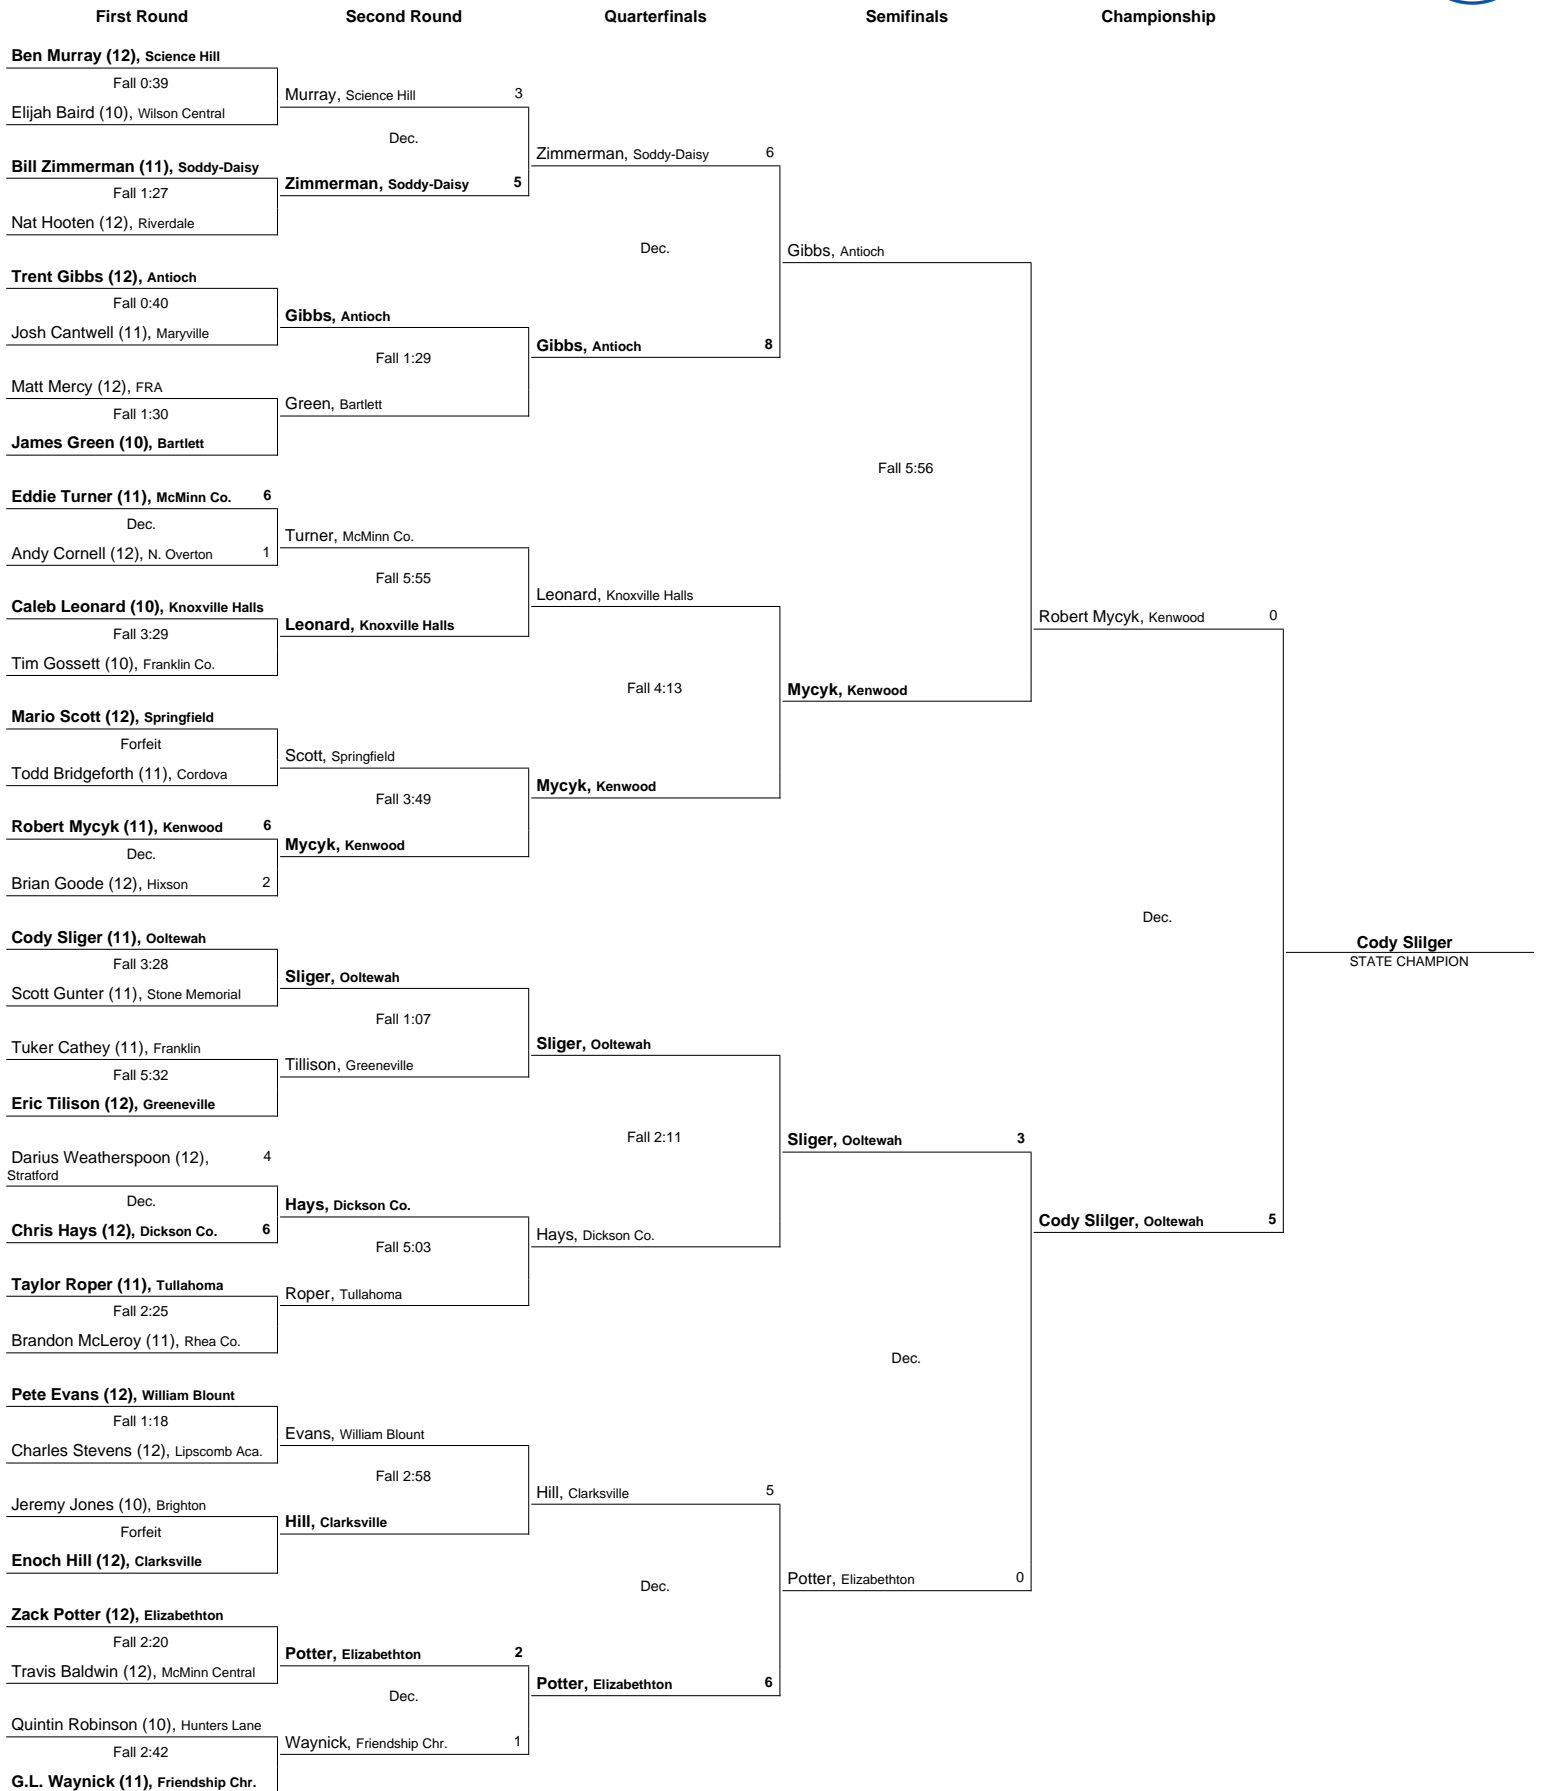 First Round
Second Round
Quarterfinals
Semifinals
Championship
Ben Murray (12), Science Hill
Fall 0:39
Elijah Baird (10), Wilson Central
Bill Zimmerman (11), Soddy-Daisy
Fall 1:27
Nat Hooten (12), Riverdale
Trent Gibbs (12), Antioch
Fall 0:40
Josh Cantwell (11), Maryville
Matt Mercy (12), FRA
Fall 1:30
James Green (10), Bartlett
Eddie Turner (11), McMinn Co. 6
Dec.
Andy Cornell (12), N. Overton 1
Caleb Leonard (10), Knoxville Halls
Fall 3:29
Tim Gossett (10), Franklin Co.
Mario Scott (12), Springfield
Forfeit
Todd Bridgeforth (11), Cordova
Robert Mycyk (11), Kenwood 6
Dec.
Brian Goode (12), Hixson 2
Cody Sliger (11), Ooltewah
Fall 3:28
Scott Gunter (11), Stone Memorial
Tuker Cathey (11), Franklin
Fall 5:32
Eric Tilison (12), Greeneville
Darius Weatherspoon (12), 4
Stratford
Dec.
Chris Hays (12), Dickson Co. 6
Taylor Roper (11), Tullahoma
Fall 2:25
Brandon McLeroy (11), Rhea Co.
Pete Evans (12), William Blount
Fall 1:18
Charles Stevens (12), Lipscomb Aca.
Jeremy Jones (10), Brighton
Forfeit
Enoch Hill (12), Clarksville
Zack Potter (12), Elizabethton
Fall 2:20
Travis Baldwin (12), McMinn Central
Quintin Robinson (10), Hunters Lane
Fall 2:42
G.L. Waynick (11), Friendship Chr.
Murray, Science Hill 3
Dec.
Zimmerman, Soddy-Daisy 5
Gibbs, Antioch
Fall 1:29
Green, Bartlett
Turner, McMinn Co.
Fall 5:55
Leonard, Knoxville Halls
Scott, Springfield
Fall 3:49
Mycyk, Kenwood
Sliger, Ooltewah
Fall 1:07
Tillison, Greeneville
Hays, Dickson Co.
Fall 5:03
Roper, Tullahoma
Evans, William Blount
Fall 2:58
Hill, Clarksville
Potter, Elizabethton 2
Dec.
Waynick, Friendship Chr. 1
Zimmerman, Soddy-Daisy 6
Dec.
Gibbs, Antioch 8
Leonard, Knoxville Halls
Fall 4:13
Mycyk, Kenwood
Sliger, Ooltewah
Fall 2:11
Hays, Dickson Co.
Hill, Clarksville 5
Dec.
Potter, Elizabethton 6
Gibbs, Antioch
Fall 5:56
Mycyk, Kenwood
Sliger, Ooltewah 3
Dec.
Potter, Elizabethton 0
Robert Mycyk, Kenwood 0
Dec.
Cody Slilger, Ooltewah 5
Cody Slilger
STATE CHAMPION